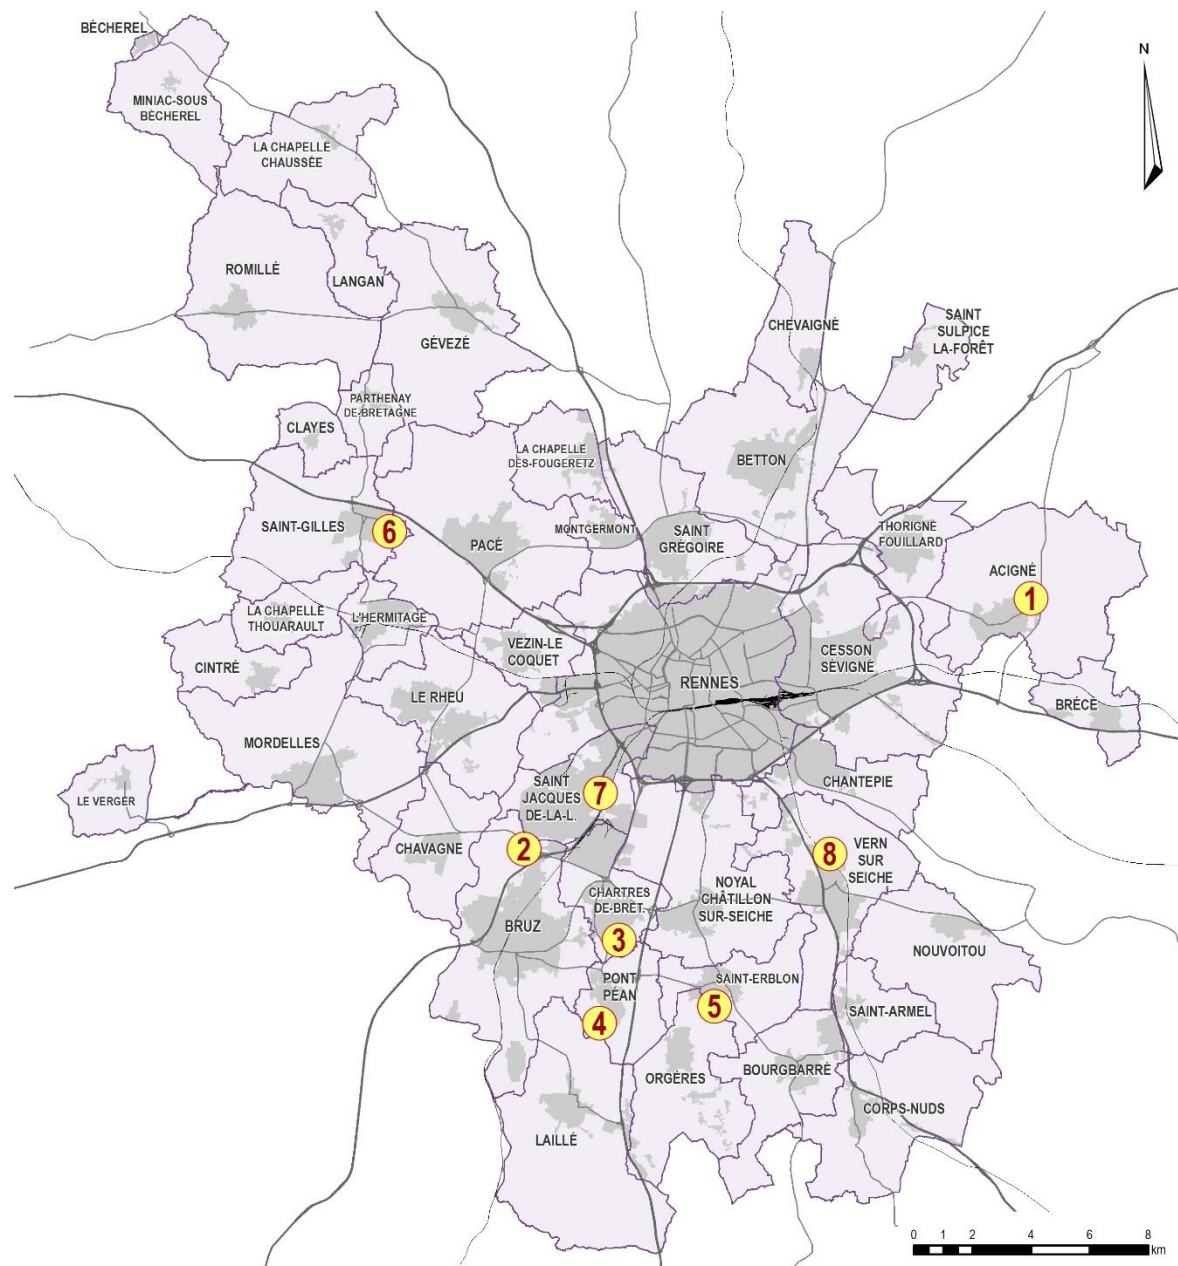 BÉCHEREL
N
MINIAC-SOUS
BÉCHEREL
LA CHAPELLE
CHAUSSÉE
ROMILLÉ
LANGAN
GÉVEZÉ
CHEVAIGNÉ
SAINT
SULPICE
LA-FORÊT
PARTHENAY
DE-BRETAGNE
CLAYES
LA CHAPELLE
DES-FOUGERETZ
BETTON
SAINT-GILLES
6
PACÉ
MONTGERMONT
SAINT
GRÉGOIRE
THORIGNÉ
FOUILLARD
ACIGNÉ
1
LA CHAPELLE
THOUARAULT
L'HERMITAGE
VEZIN-LE
COQUET
CESSON
SÉVIGNÉ
CINTRÉ
LE RHEU
RENNES
BRÉCÉ
MORDELLES
LE VERGER
SAINT
JACQUES
DE-LA-L.
7
CHANTEPIE
CHAVAGNE
2
8
VERN
SUR
SEICHE
CHARTRES
DE-BRET.
NOYAL
CHÂTILLON
SUR-SEICHE
BRUZ
3
NOUVOITOU
PONT
PÉAN
SAINT-ERBLON
4
5
SAINT-ARMEL
ORGÈRES
BOURGBARRÉ
CORPS-NUDS
LAILLÉ
0 1 2 4 6 8
km